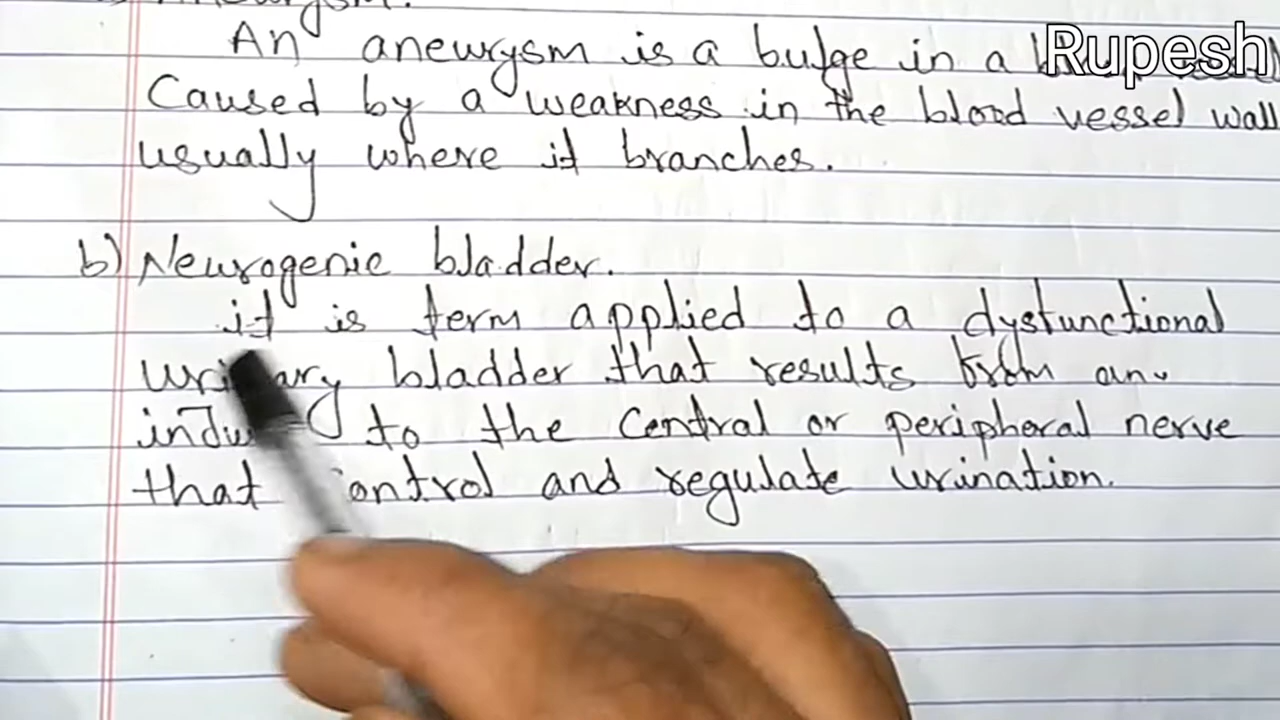 An aneurysm is a bulge in a
Rupesh
Caused by a weakness in the blood vessel wall
usually where it branches.
b) Neurogenic bladder.
it is term applied to a dysfunctional
bladder that results from an
to the Central or peripheral nerve
that and regulate urination.